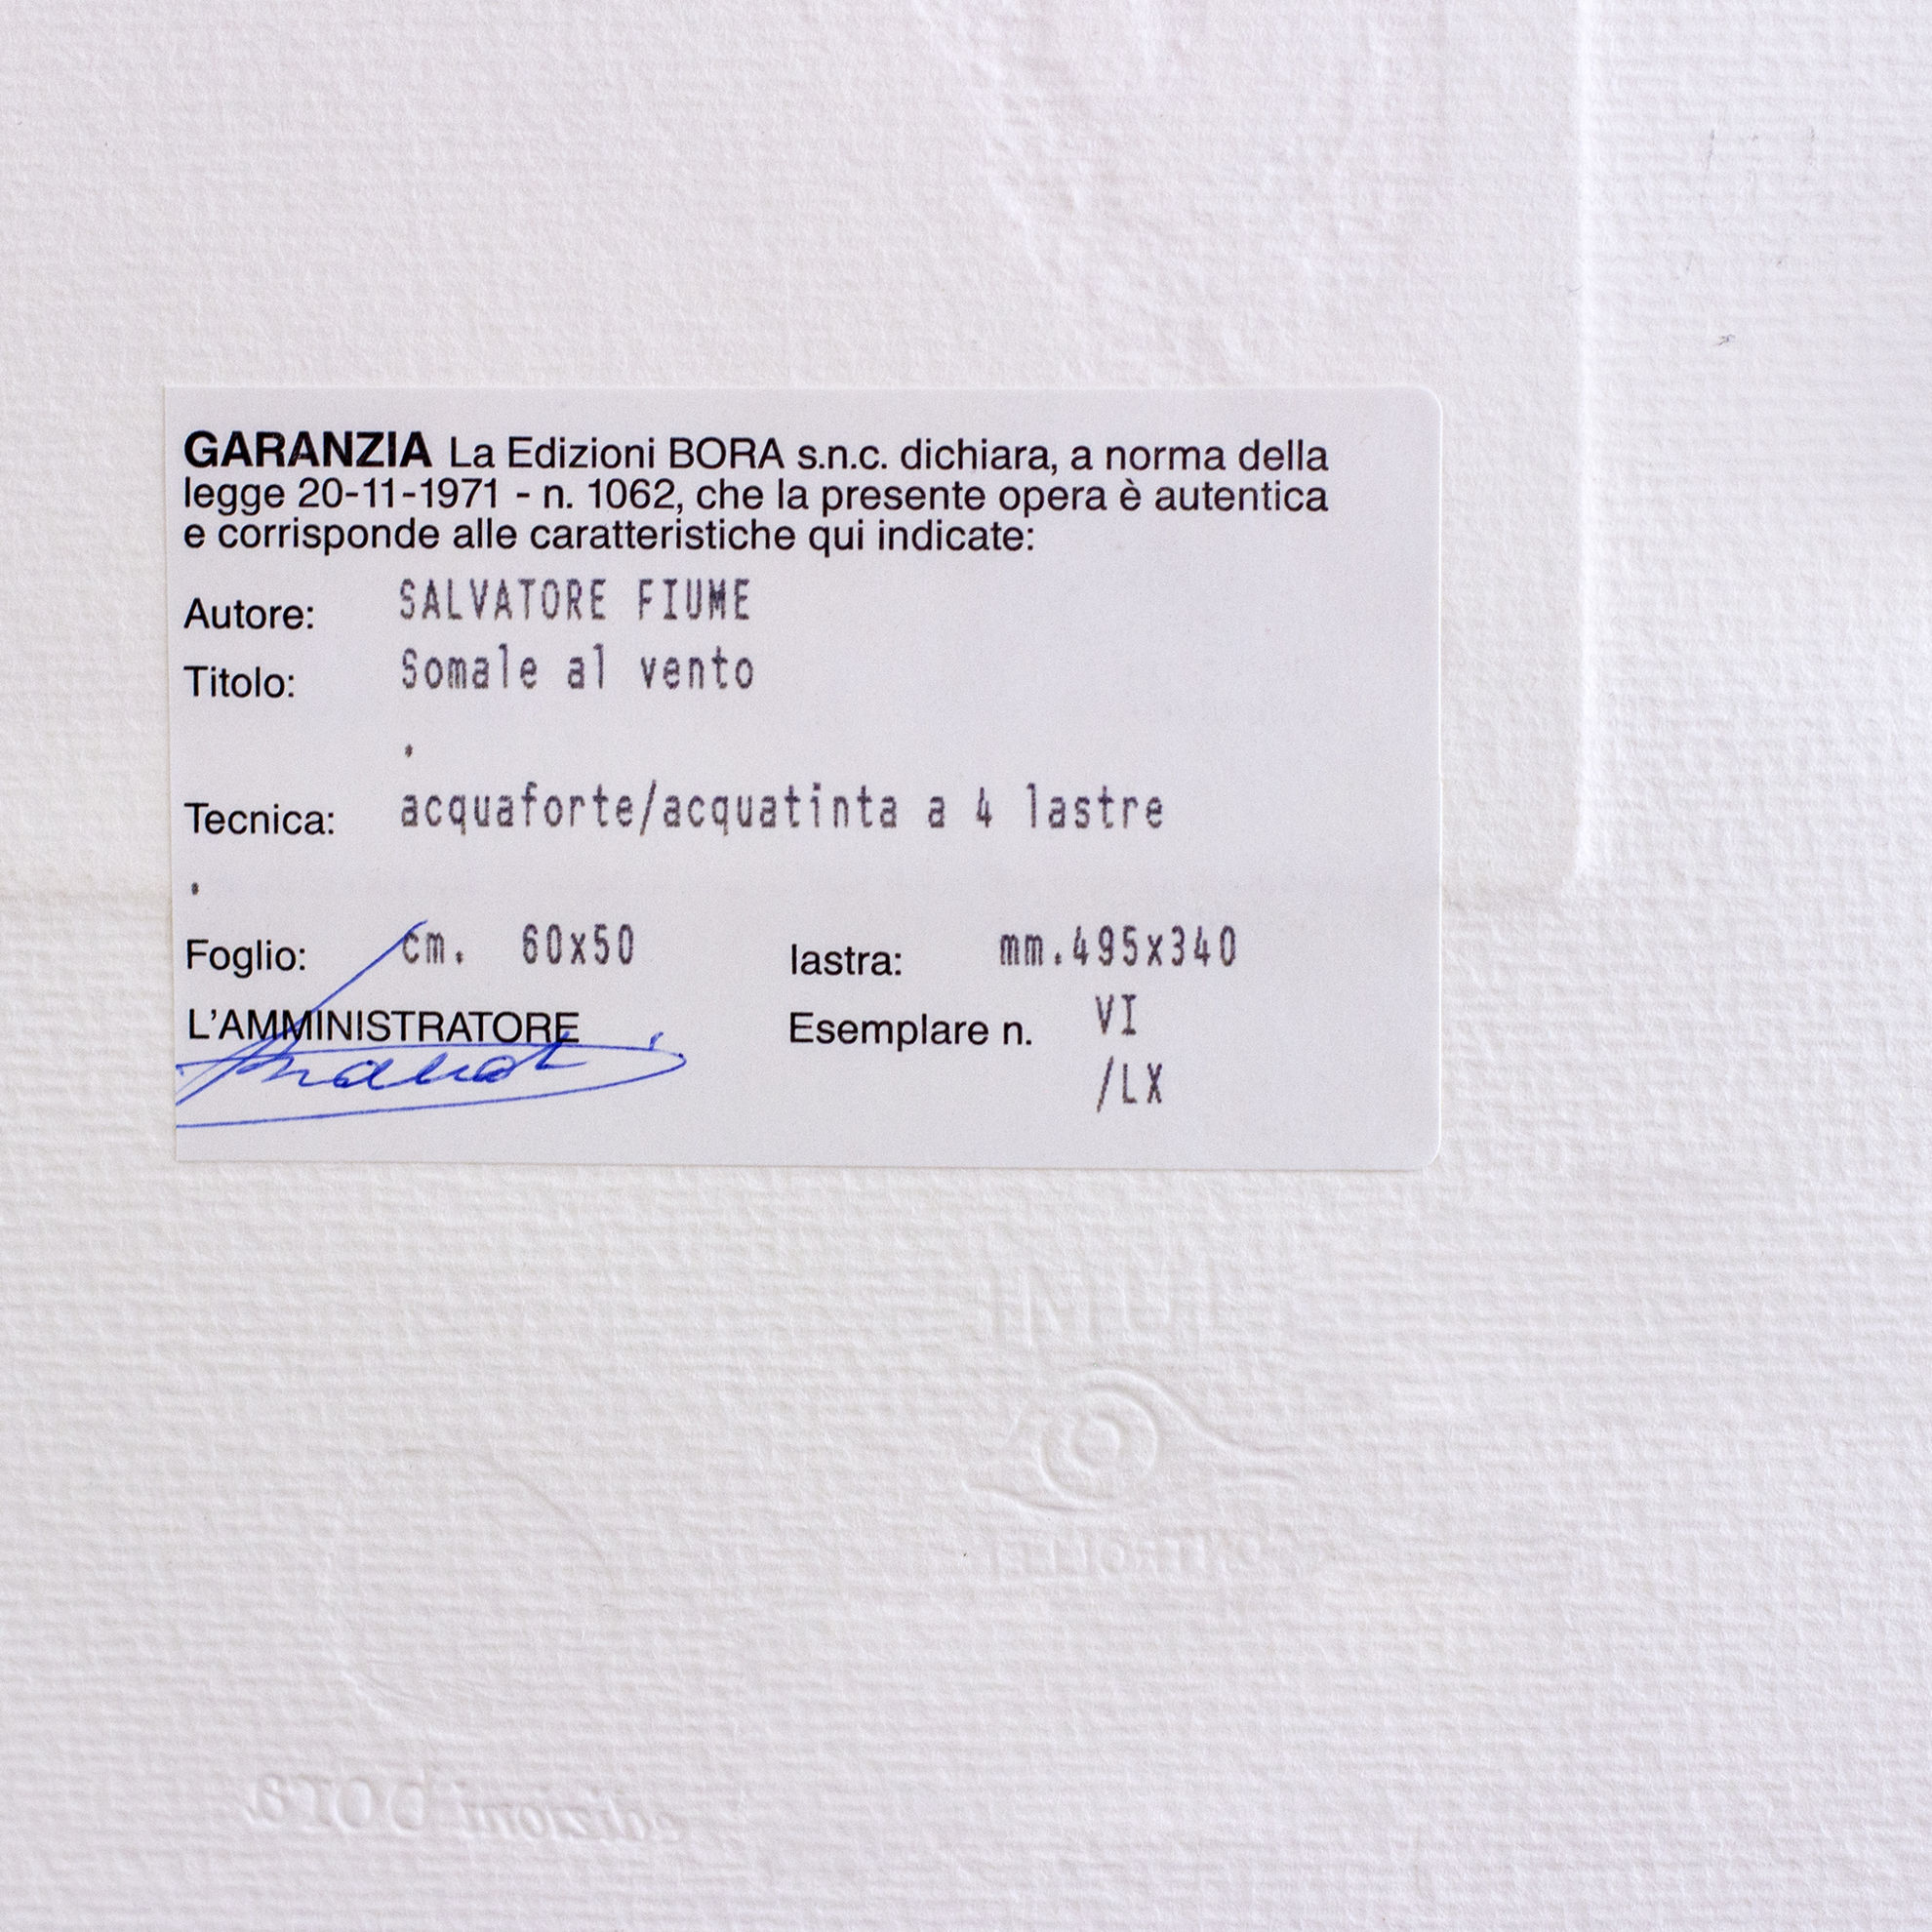 GARANZIA La Edizioni BORA s.n.c. dichiara, a norma della
legge 20-11-1971 - n. 1062, che la presente opera è autentica
e corrisponde alle caratteristiche qui indicate:
Autore: SALVATORE FIUME
Titolo: Somale al vento
.
Tecnica: acquaforte/acquatinta a 4 lastre
.
Foglio: cm. 60x50 lastra: mm.495x340
L'AMMINISTRATORE Esemplare n. VI
/LX
edizioni bora